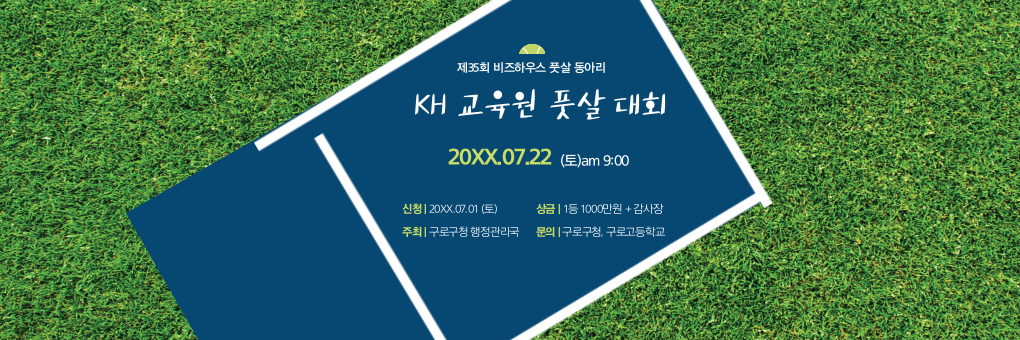 제35회 비즈하우스 풋살 동아리
KH 교육원 풋살 대회
20XX.07.22 (토)am 9:00
신청 | 20XX.07.01 (토) 상금 | 1등 1000만원 + 감사장
주최 | 구로구청 행정관리국 문의 | 구로구청, 구로고등학교